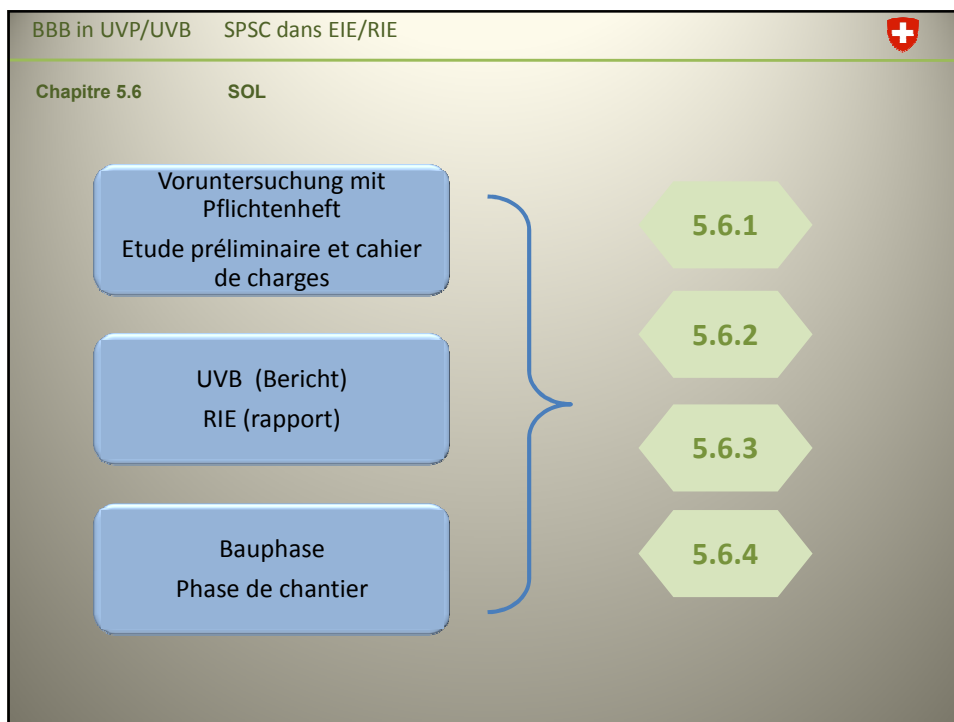 BBB in UVP/UVB SPSC dans EIE/RIE
Chapitre 5.6 SOL
Voruntersuchung mit
Pflichtenheft
Etude préliminaire et cahier
de charges
UVB (Bericht)
RIE (rapport)
Bauphase
Phase de chantier
5.6.1
5.6.2
5.6.3
5.6.4